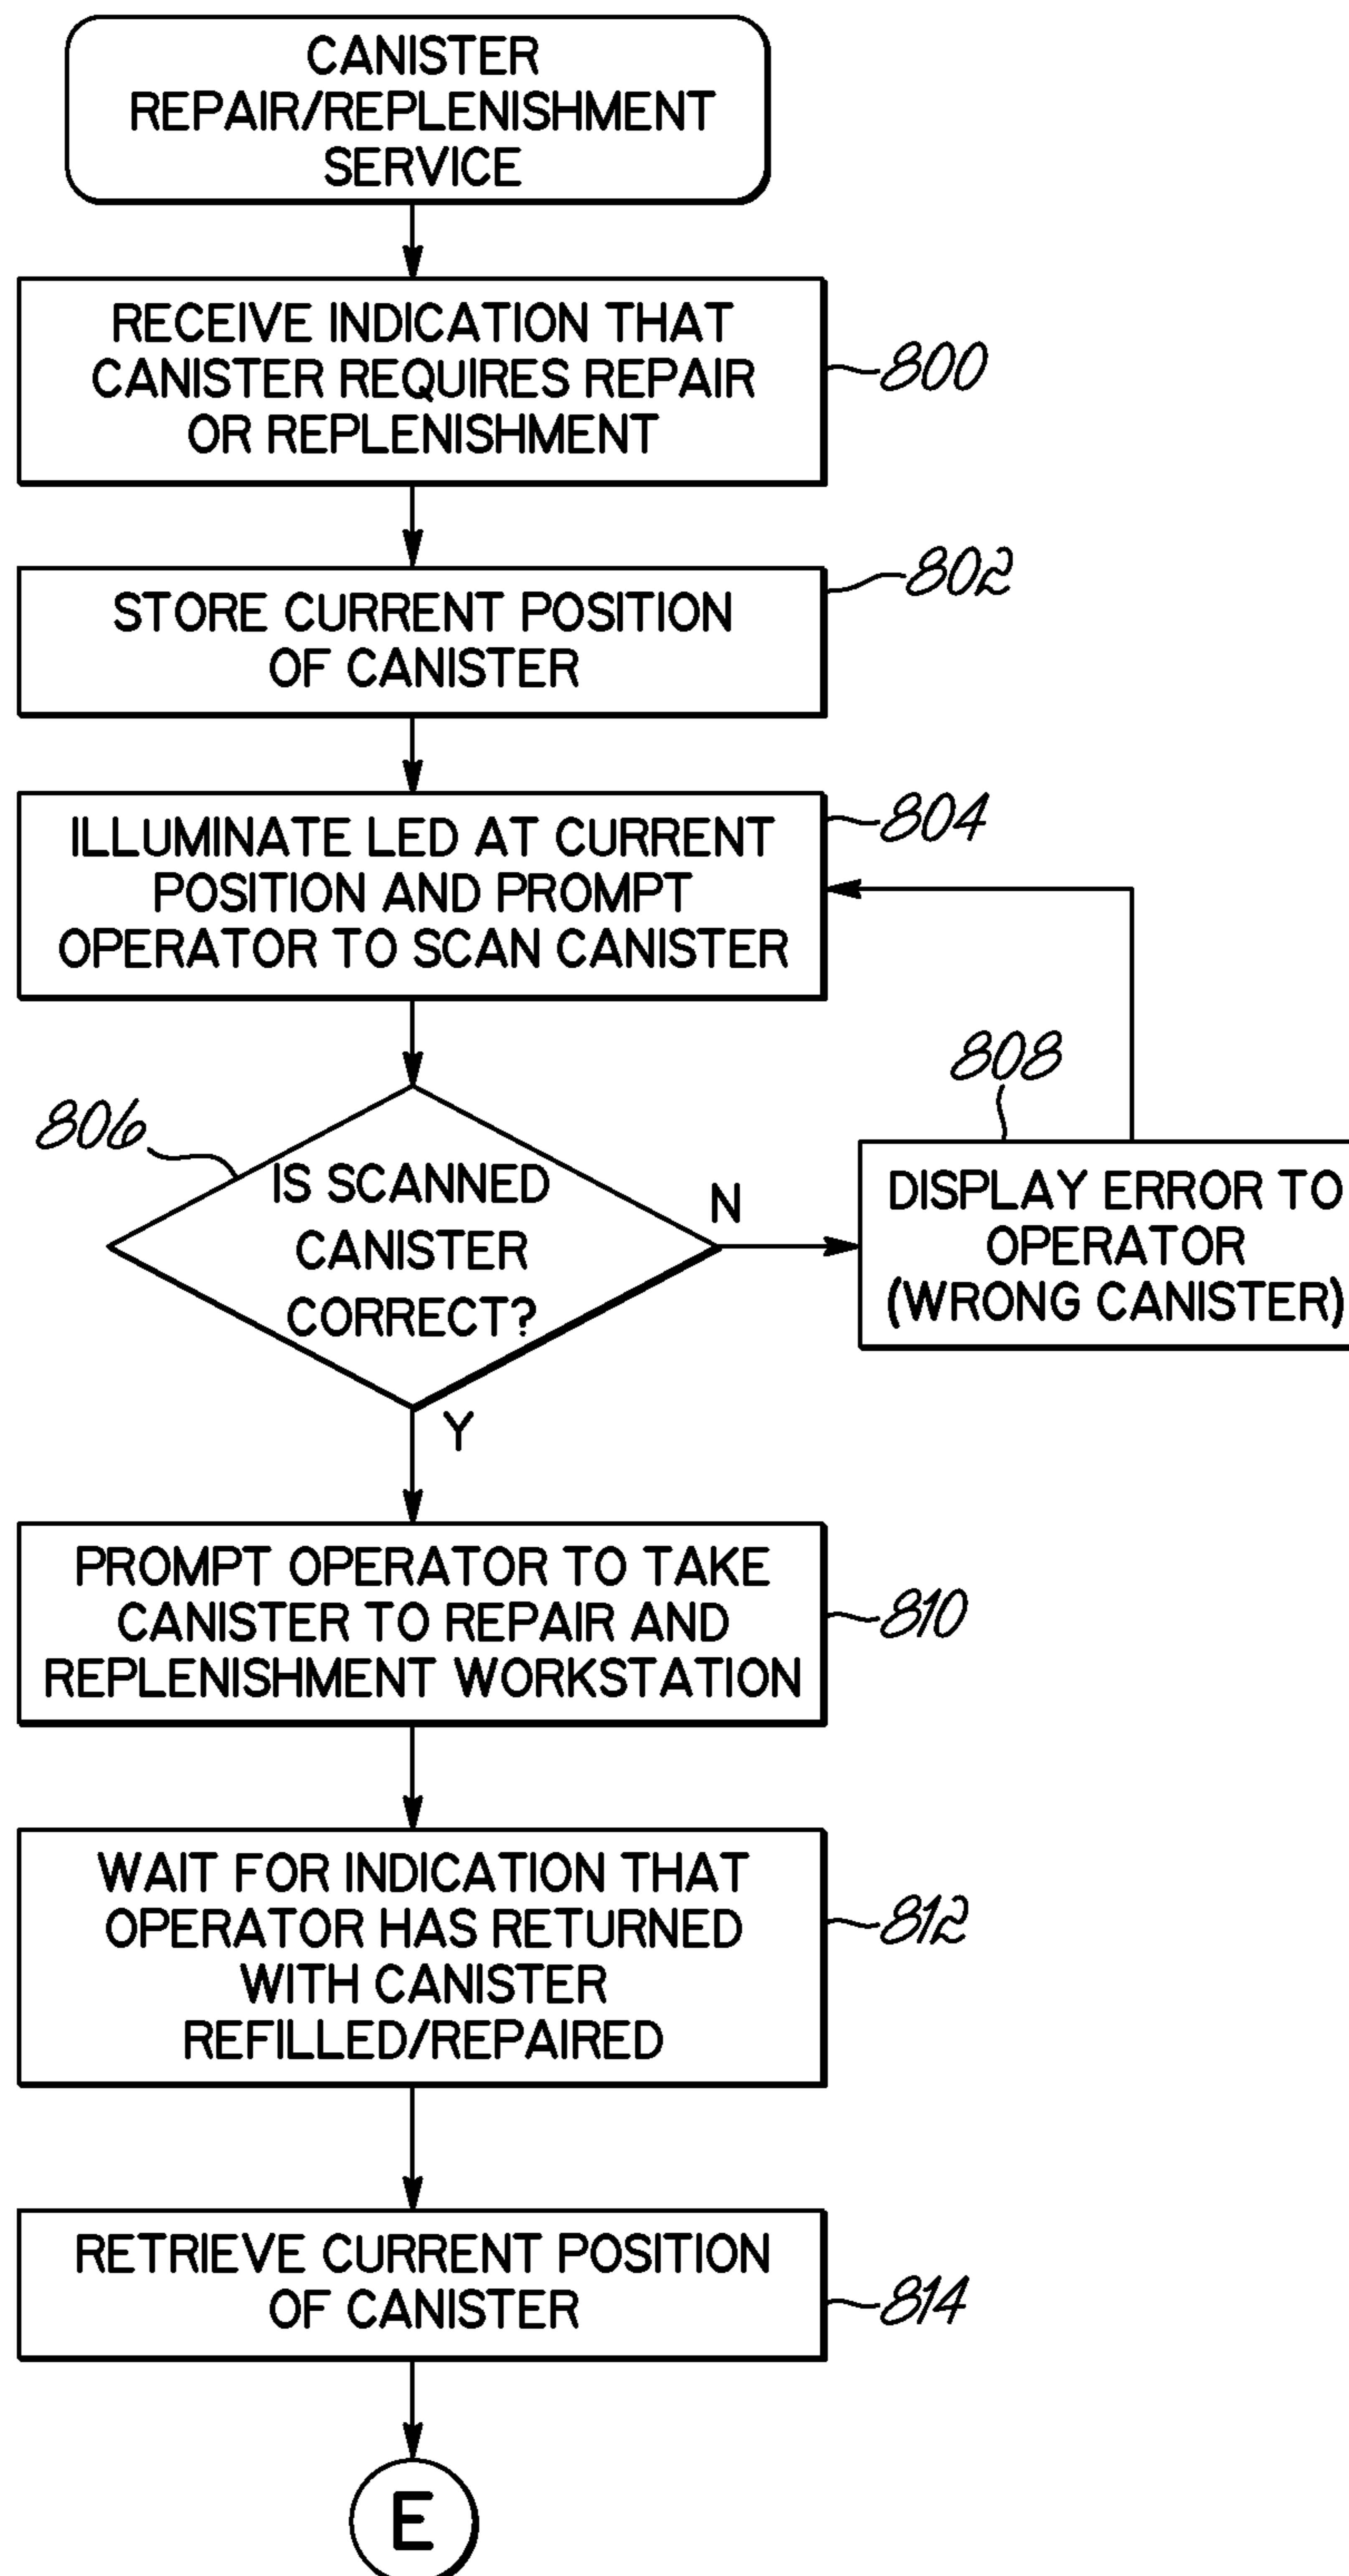 CANISTER
REPAIR/REPLENISHMENT
SERVICE
RECEIVE INDICATION THAT
CANISTER REQUIRES REPAIR
OR REPLENISHMENT
800
STORE CURRENT POSITION
OF CANISTER
802
ILLUMINATE LED AT CURRENT
POSITION AND PROMPT
OPERATOR TO SCAN CANISTER
804
806
IS SCANNED
CANISTER
CORRECT?
N
Y
808
DISPLAY ERROR TO
OPERATOR
(WRONG CANISTER)
PROMPT OPERATOR TO TAKE
CANISTER TO REPAIR AND
REPLENISHMENT WORKSTATION
810
WAIT FOR INDICATION THAT
OPERATOR HAS RETURNED
WITH CANISTER
REFILLED/REPAIRED
812
RETRIEVE CURRENT POSITION
OF CANISTER
814
E